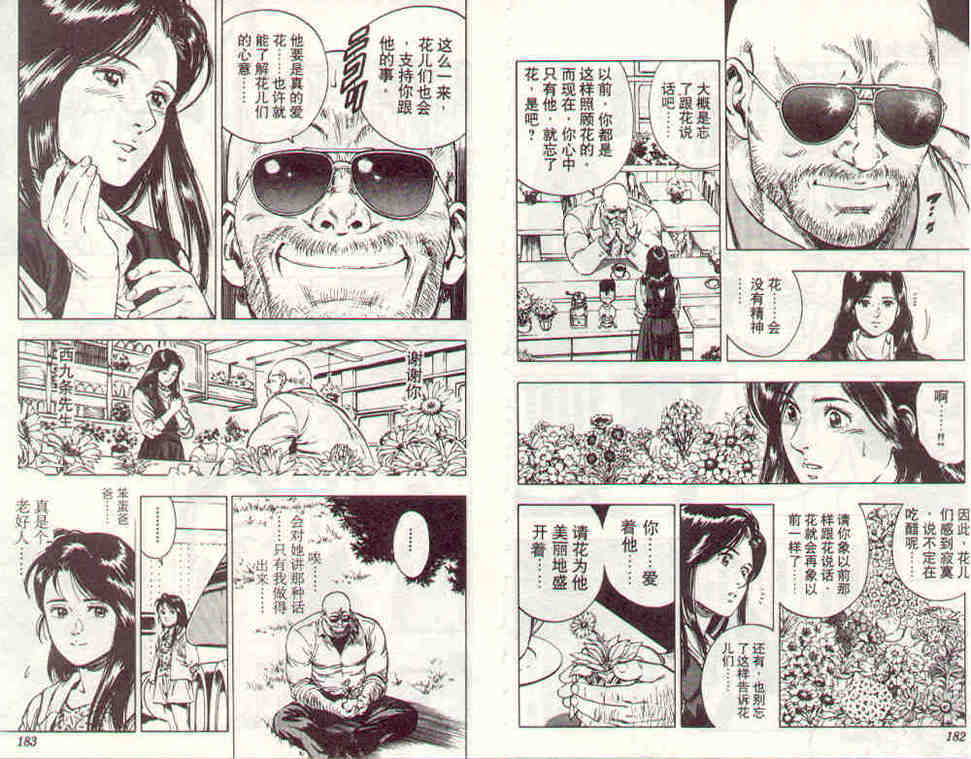 大概是忘
了跟花说
话吧……
以前，你都是
这样照顾花的。
而现在，你心中
只有他，就忘了
花，是吧？
花……会
没有精神
……
……
啊……!!
因此，花儿
们感到寂寞
，说不定在
吃醋呢……
请你象以前那
样跟花说话，
花就会再象以
前一样了……
还有，也别忘
了这样告诉花
儿们……
你……爱
着他……
请花为他
美丽地盛
开着……
182
这么一来，
花儿们也会
，支持你跟
他的事。
他要是真的爱
花……也许就
能了解花儿们
的心意……
谢谢你
西九条先生
……
唉……
会对她讲那种话
……只有我做得
出来……
……
笨蛋爸
爸……
真是个
老好人……
183